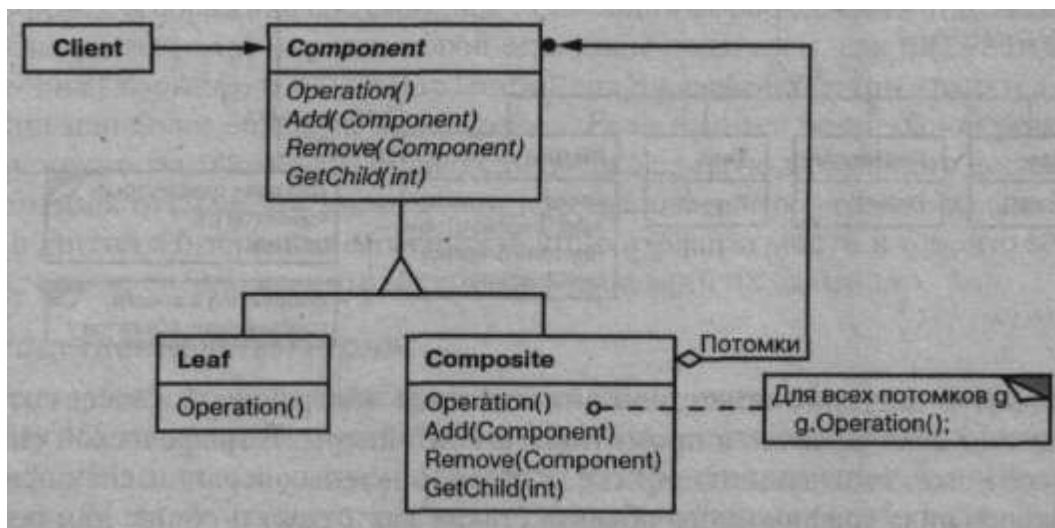 Client
Component
Operation()
Add(Component)
Remove(Component)
GetChild(int)
Leaf
Operation()
Composite
Operation()
Add(Component)
Remove(Component)
GetChild(int)
Потомки
Для всех потомков g
g.Operation();